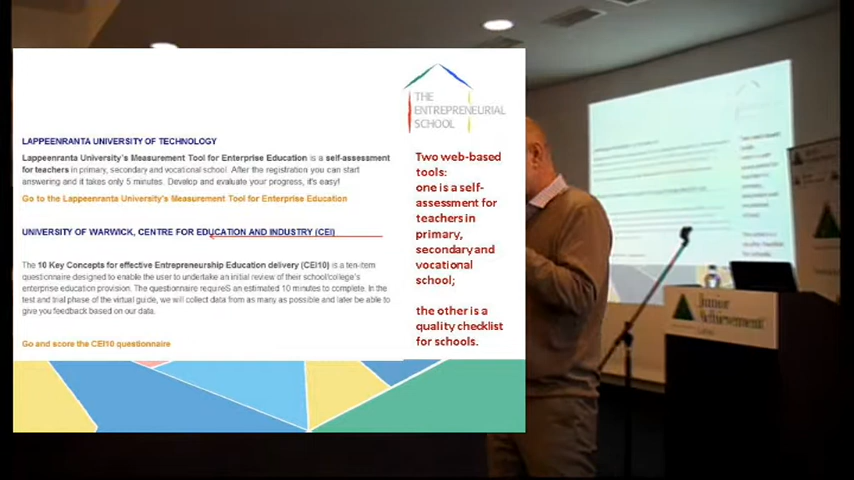 THE
ENTREPRENEURIAL
SCHOOL
LAPPEENRANTA UNIVERSITY OF TECHNOLOGY
Lappeenranta University's Measurement Tool for Enterprise Education is a self-assessment
for teachers in primary, secondary and vocational school. After the registration you can start
answering and it takes only 5 minutes. Develop and evaluate your progress, it's easy!
Go to the Lappeenranta University's Measurement Tool for Enterprise Education
UNIVERSITY OF WARWICK, CENTRE FOR EDUCATION AND INDUSTRY (CEI)
The 10 Key Concepts for effective Entrepreneurship Education delivery (CEI10) is a ten-item
questionnaire designed to enable the user to undertake an initial review of their school/college's
enterprise education provision. The questionnaire requireS an estimated 10 minutes to complete. In the
test and trial phase of the virtual guide, we will collect data from as many as possible and later be able to
give you feedback based on our data.
Go and score the CEI10 questionnaire
Two web-based
tools:
one is a self-
assessment for
teachers in
primary,
secondary and
vocational
school;
the other is a
quality checklist
for schools.
Junior
Achievement